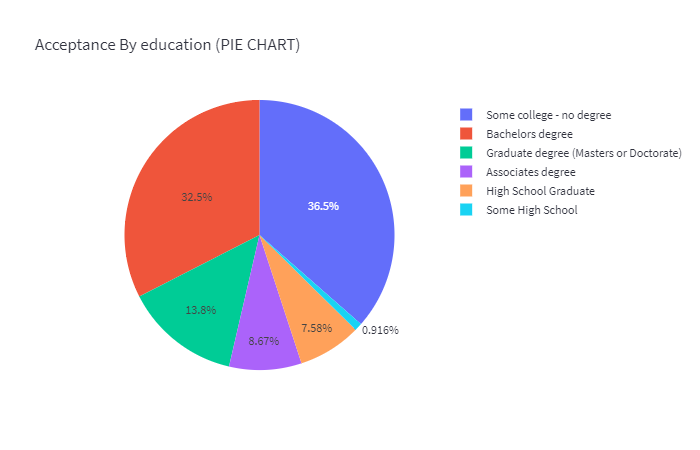 Acceptance By education (PIE CHART)
Some college - no degree
Bachelors degree
Graduate degree (Masters or Doctorate)
Associates degree
High School Graduate
Some High School
32.5%
36.5%
13.8%
8.67%
7.58%
0.916%